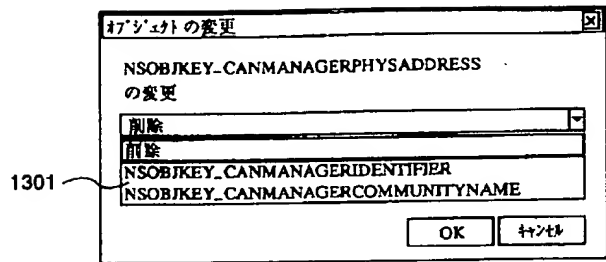 ｵﾌﾞｼﾞｪｸﾄ の変更
NSOBJKEY_CANMANAGERPHYSADDRESS
の変更
削除
削除
NSOBJKEY_CANMANAGERIDENTIFIER
1301
NSOBJKEY_CANMANAGERCOMMUNITYNAME
OK ｷｬﾝｾﾙ